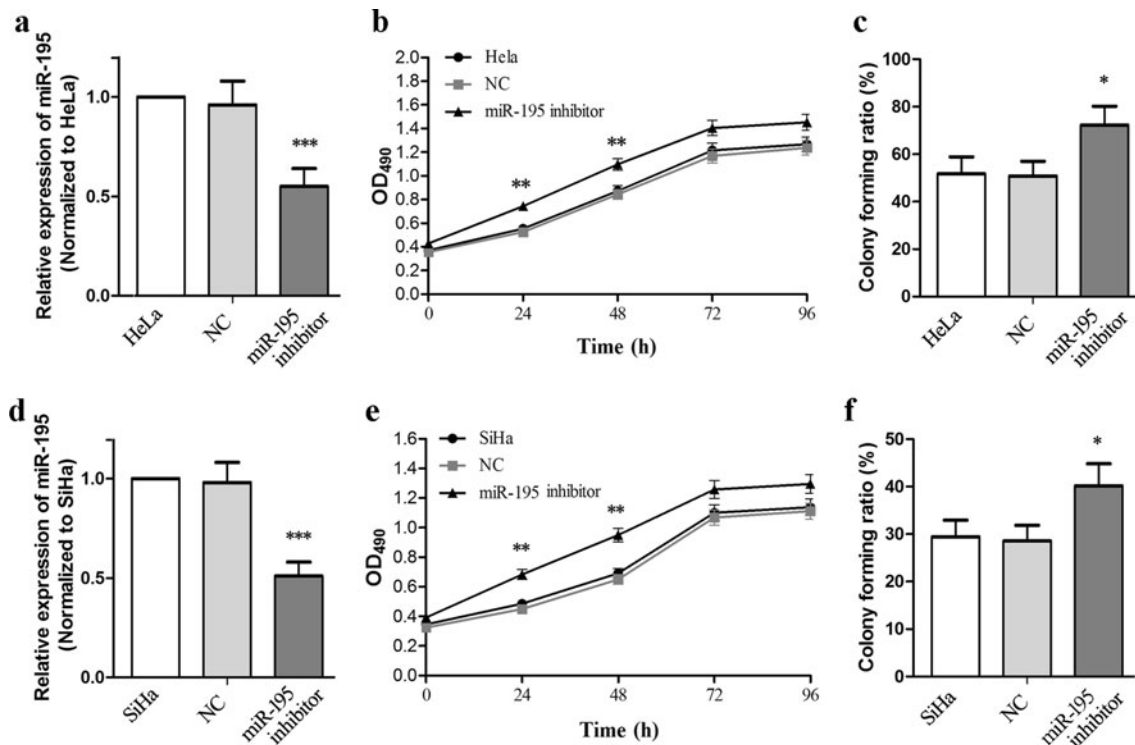 a
Relative expression of miR-195
(Normalized to HeLa)
1.0
0.5
0.0
***
HeLa
NC
miR-195
inhibitor
b
OD490
2.0
1.8
1.6
1.4
1.2
1.0
0.8
0.6
0.4
0.2
0.0
Hela
NC
miR-195 inhibitor
**
**
0
24
48
72
96
Time (h)
c
Colony forming ratio (%)
100
80
60
40
20
0
*
HeLa
NC
miR-195
inhibitor
d
Relative expression of miR-195
(Normalized to SiHa)
1.0
0.5
0.0
***
SiHa
NC
miR-195
inhibitor
e
OD490
1.6
1.4
1.2
1.0
0.8
0.6
0.4
0.2
0.0
SiHa
NC
miR-195 inhibitor
**
**
0
24
48
72
96
Time (h)
f
Colony forming ratio (%)
50
40
30
20
10
0
*
SiHa
NC
miR-195
inhibitor